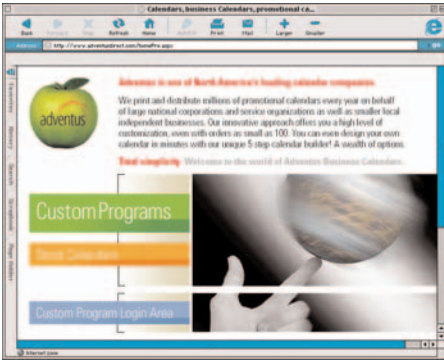 Calendars, business Calendars, promotional ca...
Back Forward Stop Refresh Home AutoFill Print Mail Larger Smaller
Address: http://www.adventusdirect.com/homePre.aspx
Favorites
History
Search
Scrapbook
Page Holder
adventus
Adventus is one of North America's leading calendar companies
We print and distribute millions of promotional calendars every year on behalf
of large national corporations and service organizations as well as smaller local
independent businesses. Our innovative approach offers you a high level of
customization, even with orders as small as 100. You can even design your own
calendar in minutes with our unique 5 step calendar builder! A wealth of options.
Total simplicity. Welcome to the world of Adventus Business Calendars.
Custom Programs
Stock Calendars
Custom Program Login Area
Internet zone